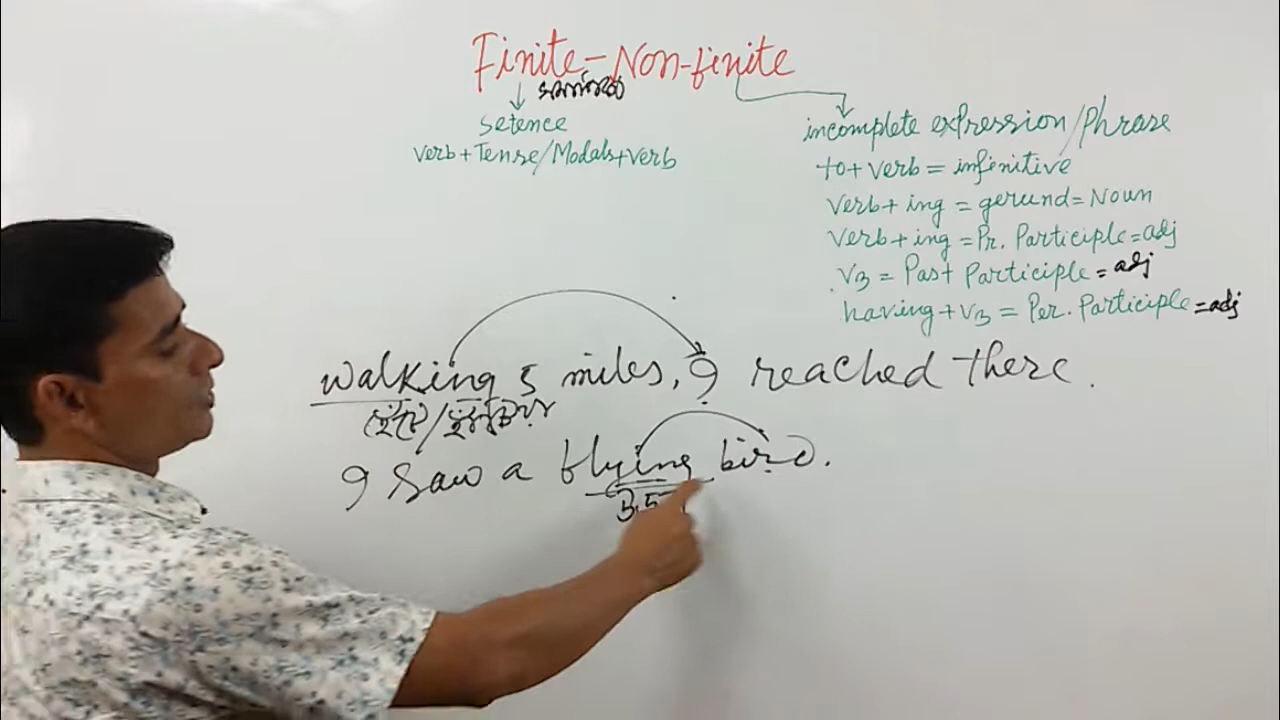 Finite-Non-finite
setence
verb+Tense/Modals+verb
incomplete expression/Phrase
to+verb=infinitive
verb+ing=gerund=Noun
verb+ing=Pr. Participle=adj
V3=Past Participle=adj
having+V3=Per. Participle=adj
walking 5 miles, I reached there.
I saw a flying bird.